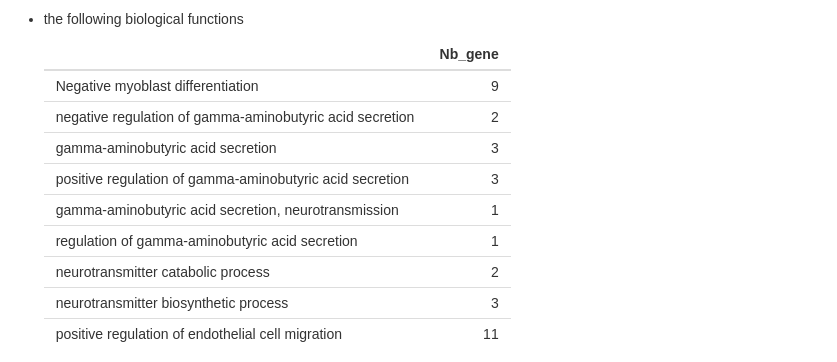 • the following biological functions
Nb_gene
Negative myoblast differentiation 9
negative regulation of gamma-aminobutyric acid secretion 2
gamma-aminobutyric acid secretion 3
positive regulation of gamma-aminobutyric acid secretion 3
gamma-aminobutyric acid secretion, neurotransmission 1
regulation of gamma-aminobutyric acid secretion 1
neurotransmitter catabolic process 2
neurotransmitter biosynthetic process 3
positive regulation of endothelial cell migration 11